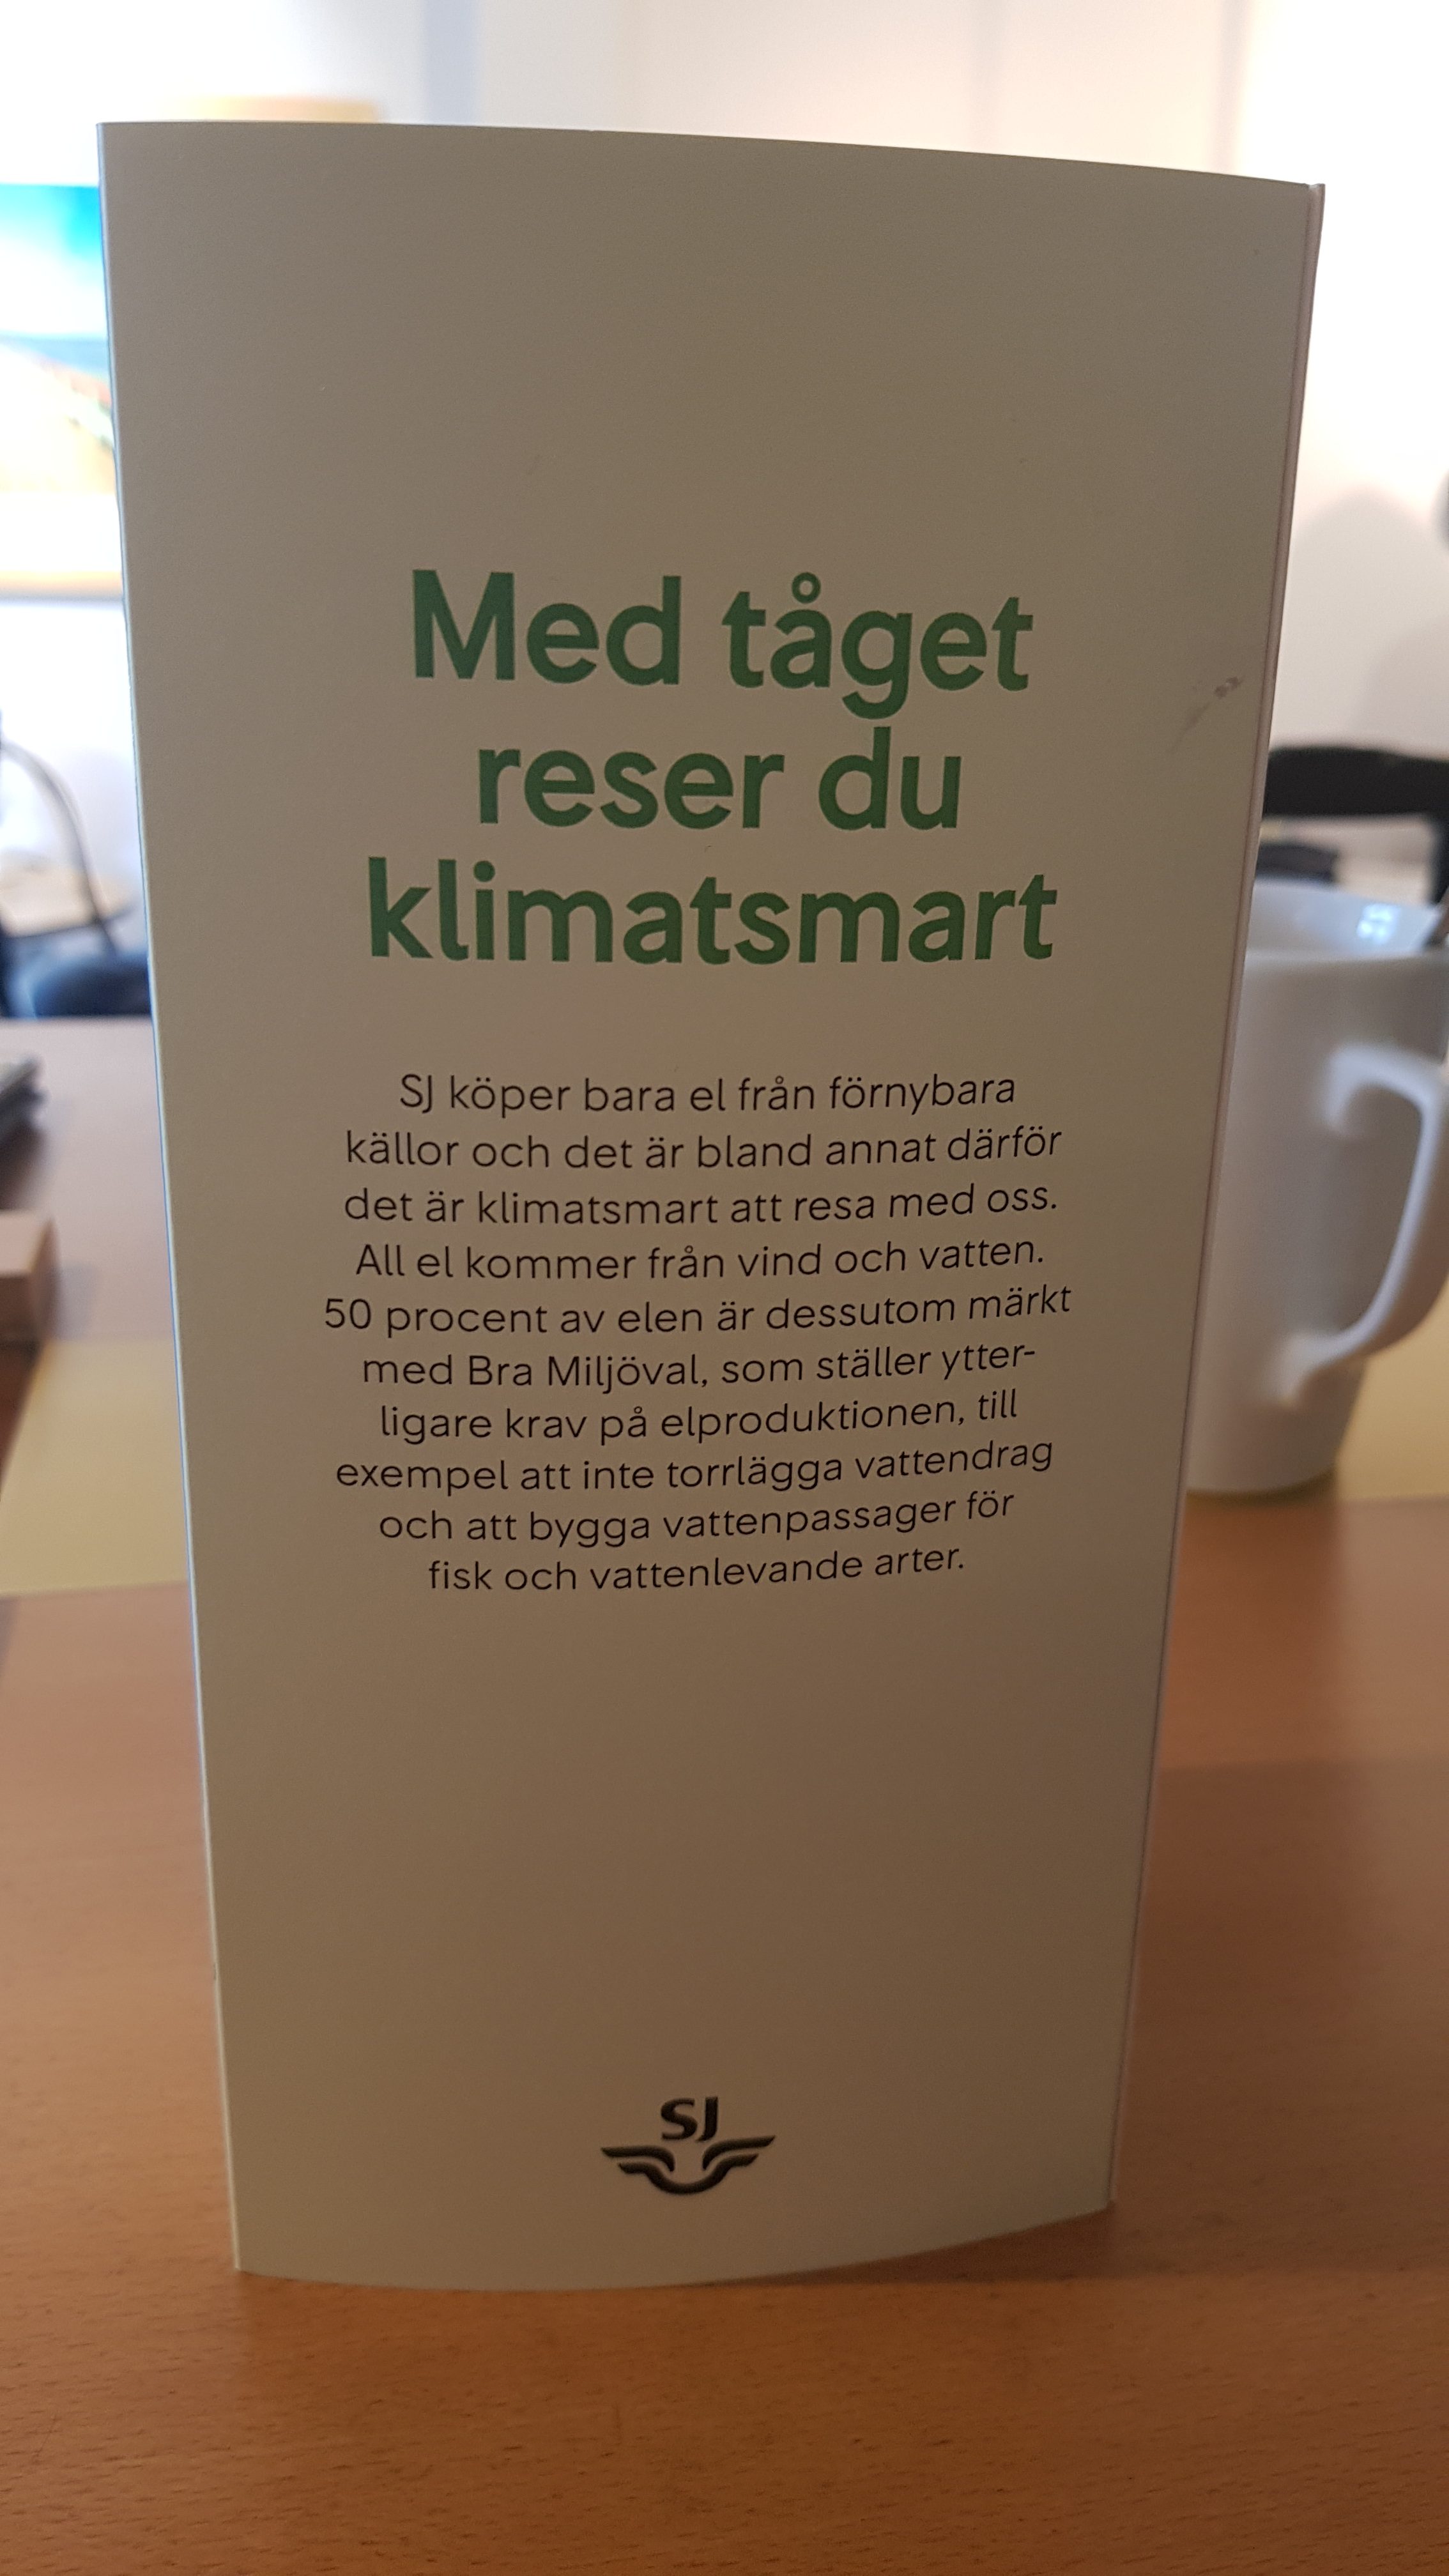 Med tåget
reser du
klimatsmart
SJ köper bara el från förnybara
källor och det är bland annat därför
det är klimatsmart att resa med oss.
All el kommer från vind och vatten.
50 procent av elen är dessutom märkt
med Bra Miljöval, som ställer ytter-
ligare krav på elproduktionen, till
exempel att inte torrlägga vattendrag
och att bygga vattenpassager för
fisk och vattenlevande arter.
SJ